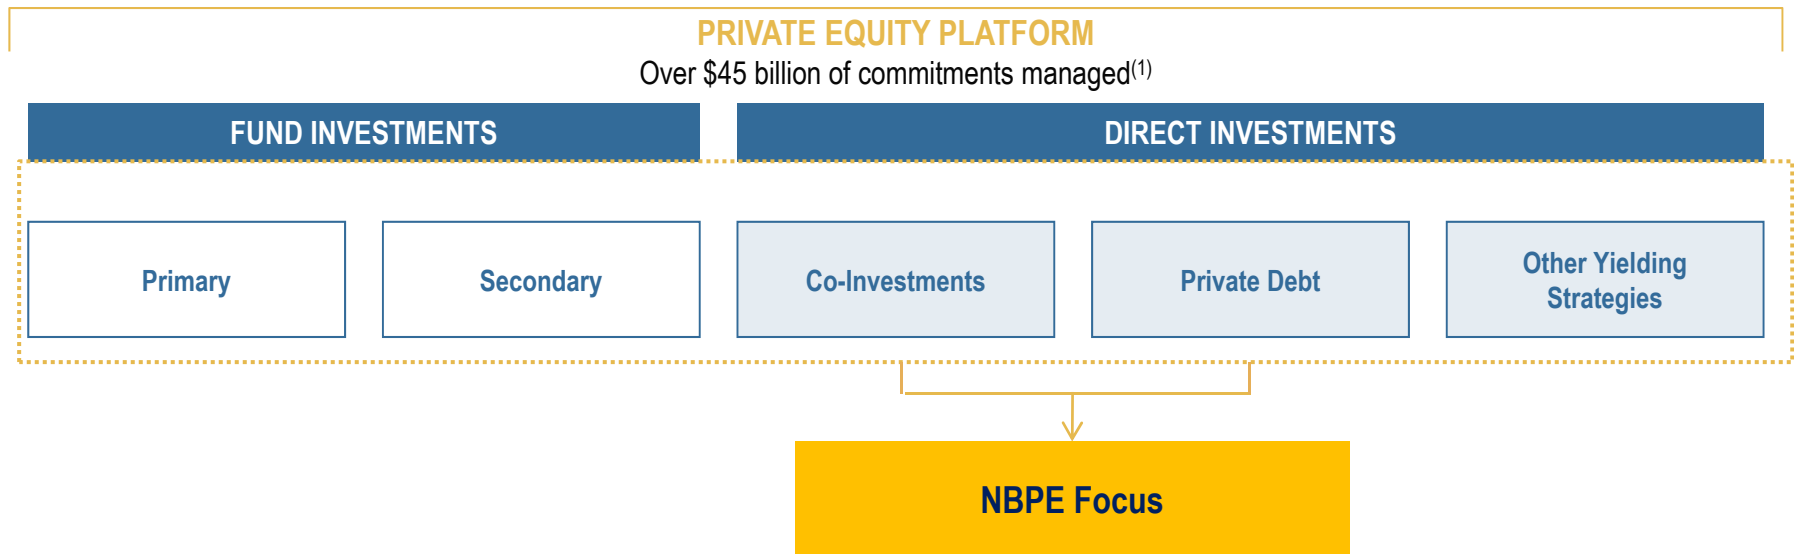 PRIVATE EQUITY PLATFORM
Over $45 billion of commitments managed(1)
FUND INVESTMENTS
DIRECT INVESTMENTS
Primary
Secondary
Co-Investments
Private Debt
Other Yielding
Strategies
NBPE Focus